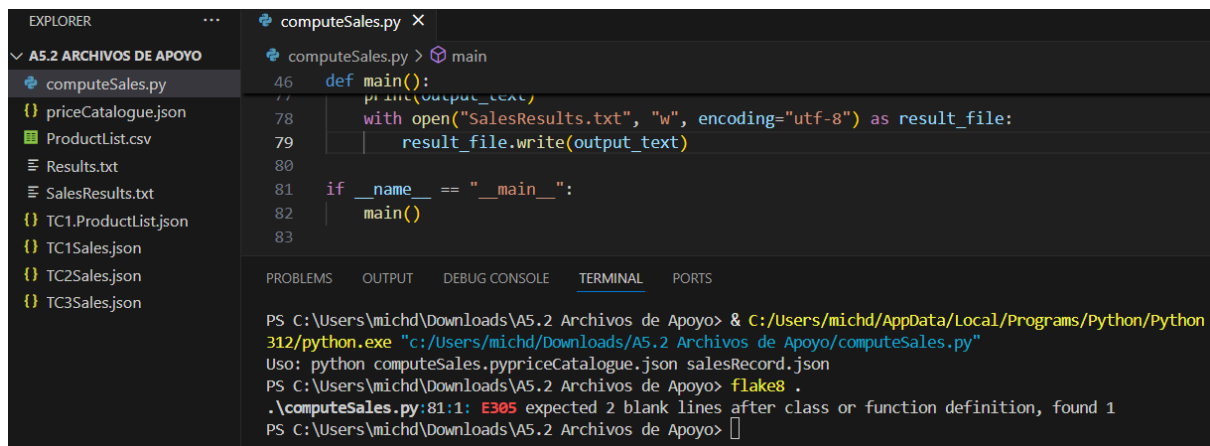 EXPLORER ···
computeSales.py ×
A5.2 ARCHIVOS DE APOYO
computeSales.py
priceCatalogue.json
ProductList.csv
Results.txt
SalesResults.txt
TC1.ProductList.json
TC1Sales.json
TC2Sales.json
TC3Sales.json
computeSales.py > main
46 def main():
77 print(output_text)
78 with open("SalesResults.txt", "w", encoding="utf-8") as result_file:
79 result_file.write(output_text)
80
81 if __name__ == "__main__":
82 main()
83
PROBLEMS OUTPUT DEBUG CONSOLE TERMINAL PORTS
PS C:\Users\michd\Downloads\A5.2 Archivos de Apoyo> & C:/Users/michd/AppData/Local/Programs/Python/Python
312/python.exe "c:/Users/michd/Downloads/A5.2 Archivos de Apoyo/computeSales.py"
Uso: python computeSales.pypriceCatalogue.json salesRecord.json
PS C:\Users\michd\Downloads\A5.2 Archivos de Apoyo> flake8 .
.\computeSales.py:81:1: E305 expected 2 blank lines after class or function definition, found 1
PS C:\Users\michd\Downloads\A5.2 Archivos de Apoyo>